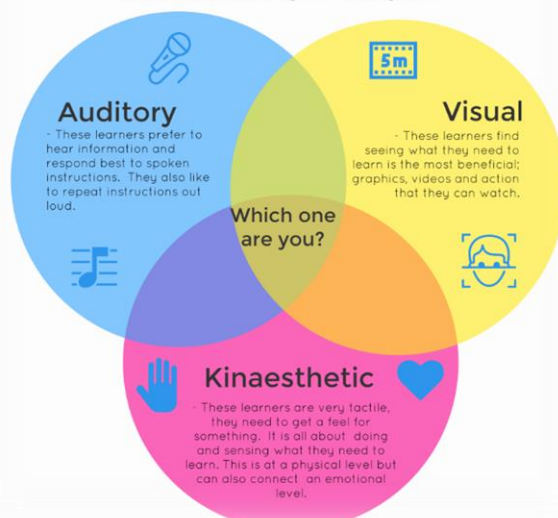 Auditory
- These learners prefer to
hear information and
respond best to spoken
instructions. They also like
to repeat instructions out
loud.
5m
Visual
- These learners find
seeing what they need to
learn is the most beneficial;
graphics, videos and action
that they can watch.
Which one
are you?
Kinaesthetic
- These learners are very tactile,
they need to get a feel for
something. It is all about doing
and sensing what they need to
learn. This is at a physical level but
can also connect an emotional
level.